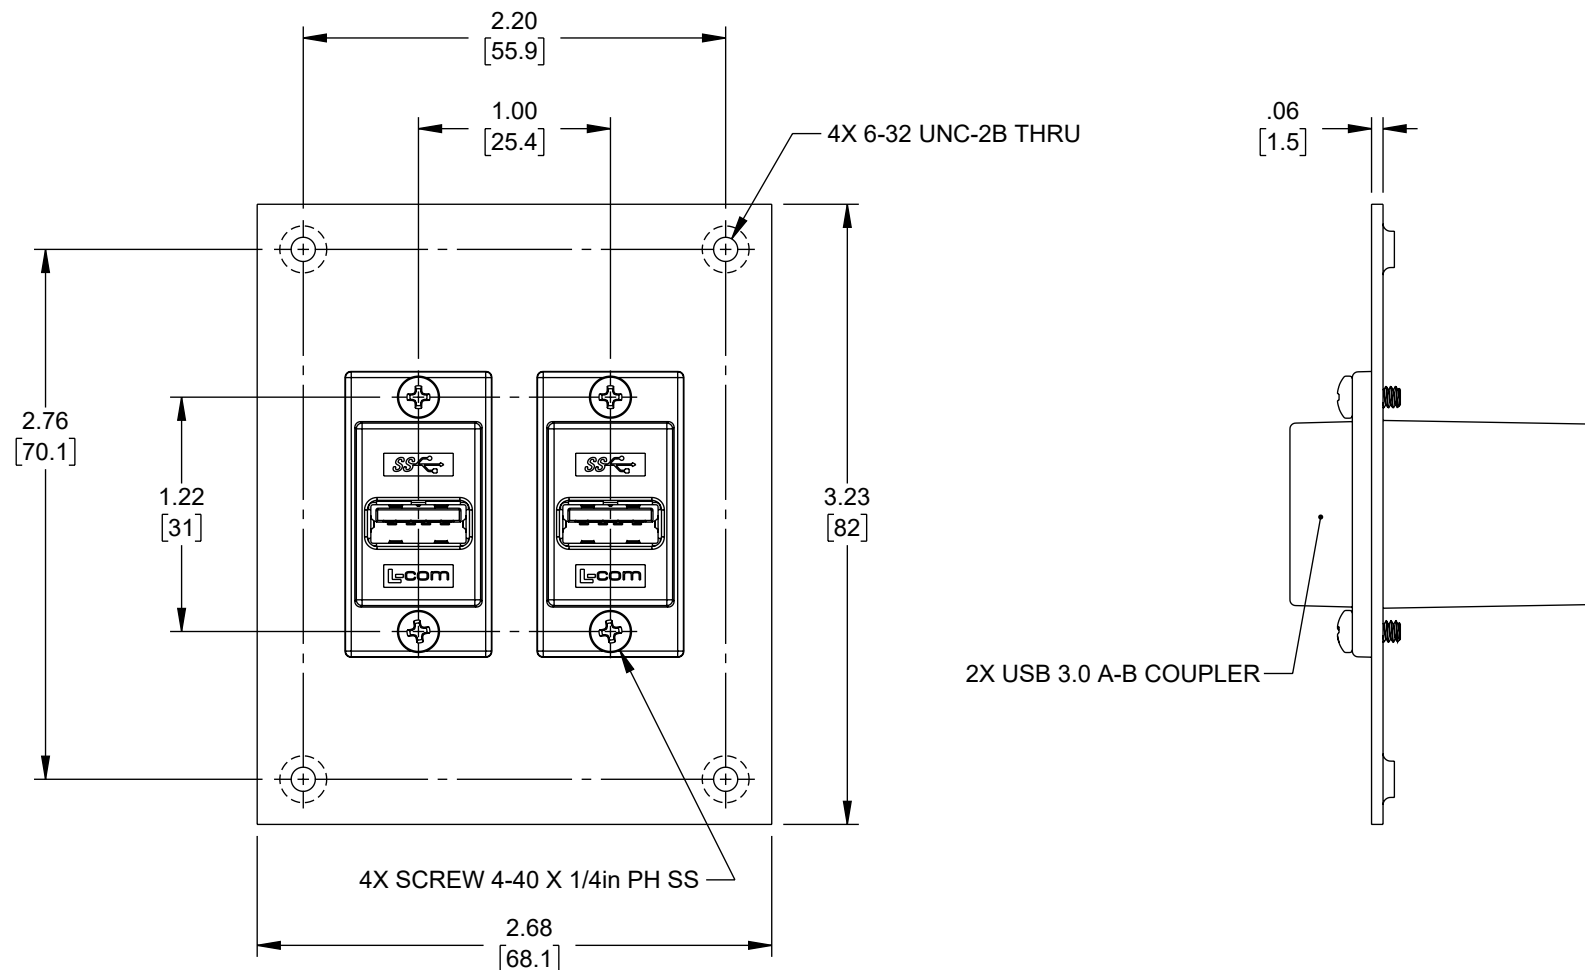 2.20
[55.9]
1.00
[25.4]
4X 6-32 UNC-2B THRU
.06
[1.5]
2.76
[70.1]
1.22
[31]
SS
SS
3.23
[82]
L-com
L-com
2X USB 3.0 A-B COUPLER
4X SCREW 4-40 X 1/4in PH SS
2.68
[68.1]